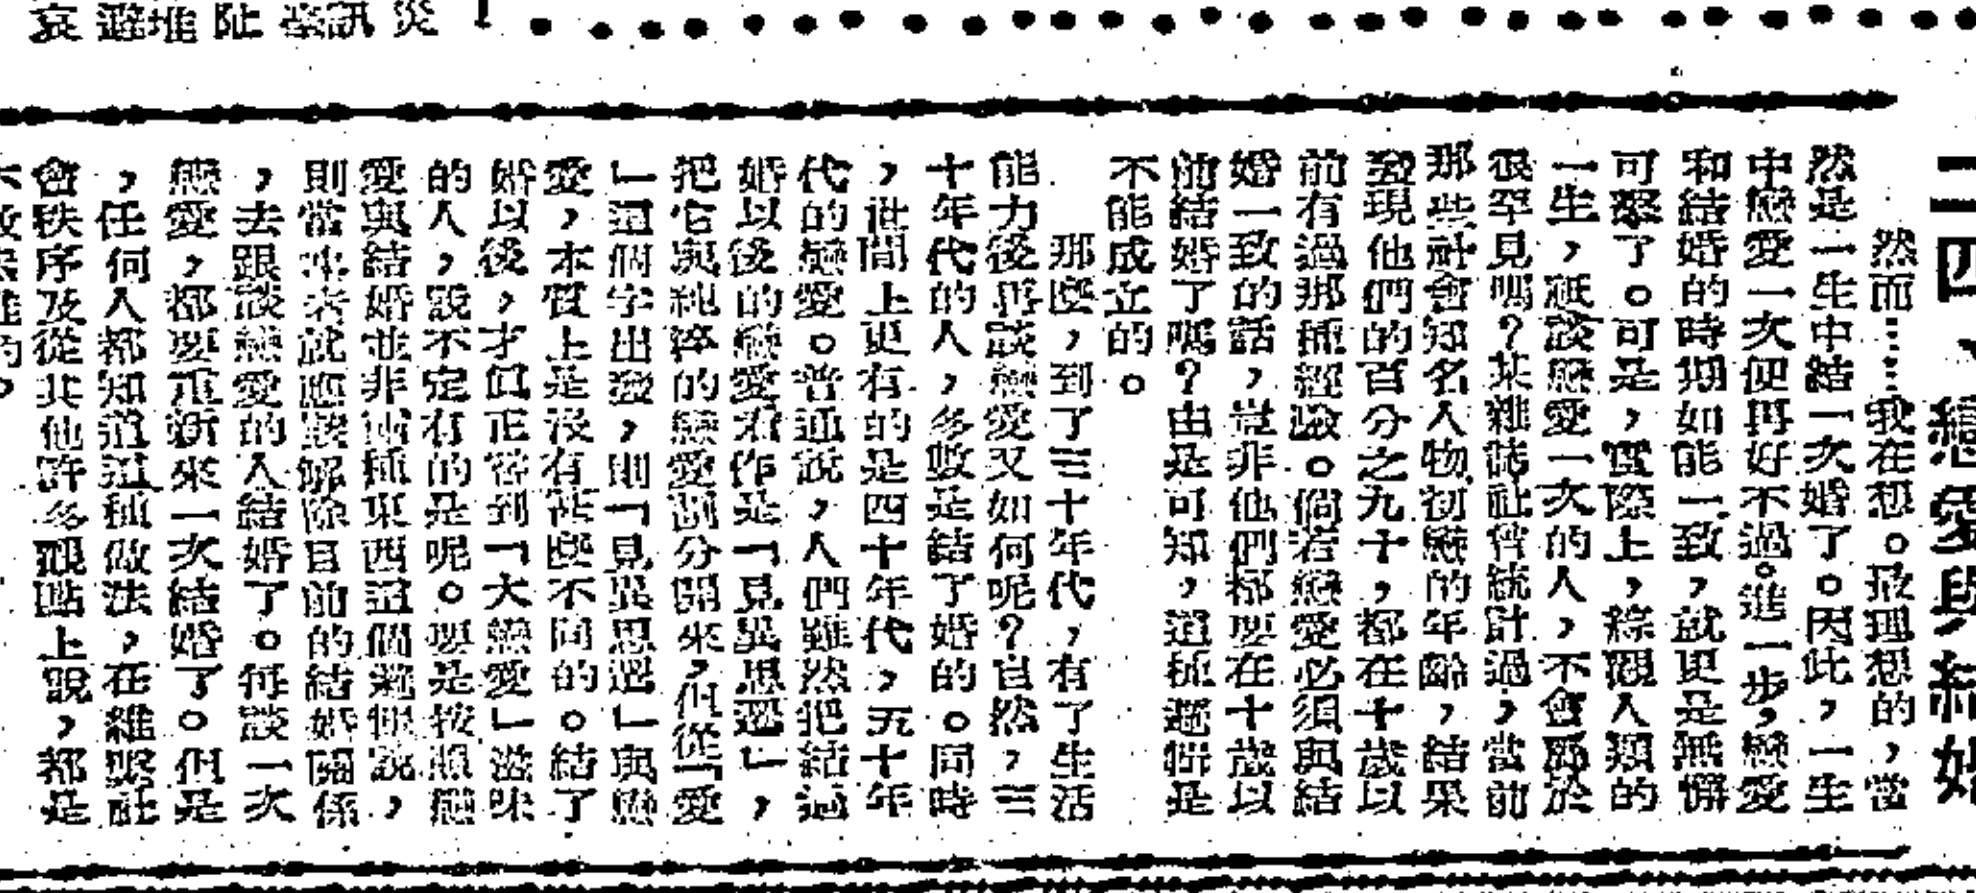 二四、戀愛與結婚
然而……我在想。最理想的，當
然是一生中結一次婚了。因此，一生
中戀愛一次便再好不過。進一步，戀愛
和結婚的時期如能一致，就更是無懈
可擊了。可是，實際上，綜觀人類的
一生，祇談戀愛一次的人，不會爲於
很罕見嗎？某雜誌社曾統計過，當前
那些社會知名人物初戀的年齡，結果
發現他們的百分之九十，都在十歲以
前有過那種經驗。倘若戀愛必須與結
婚一致的話，豈非他們都要在十歲以
前結婚了嗎？由是可知，這種邏輯是
不能成立的。
那麼，到了三十年代，有了生活
能力後再談戀愛又如何呢？自然，三
十年代的人，多數是結了婚的。同時
，世間上更有的是四十年代，五十年
代的戀愛。普通說，人們雖然把結過
婚以後的戀愛看作是「見異思遷」，
把它與純粹的戀愛劃分開來，但從「愛
」這個字出發，則「見異思遷」與戀
愛，本質上是沒有甚麼不同的。結了
婚以後，才眞正嘗到「大戀愛」滋味
的人，說不定有的是呢。要是按照戀
愛與結婚並非兩種東西這個邏輯說，
則當事者就應該解除目前的結婚關係
，去跟談戀愛的人結婚了。每談一次
戀愛，都要重新來一次結婚了。但是
，任何人都知道這種做法，在維繫社
會秩序及從其他許多觀點上說，都是